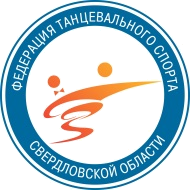 ФЕДЕРАЦИЯ ТАНЦЕВАЛЬНОГО СПОРТА
СВЕРДЛОВСКОЙ ОБЛАСТИ